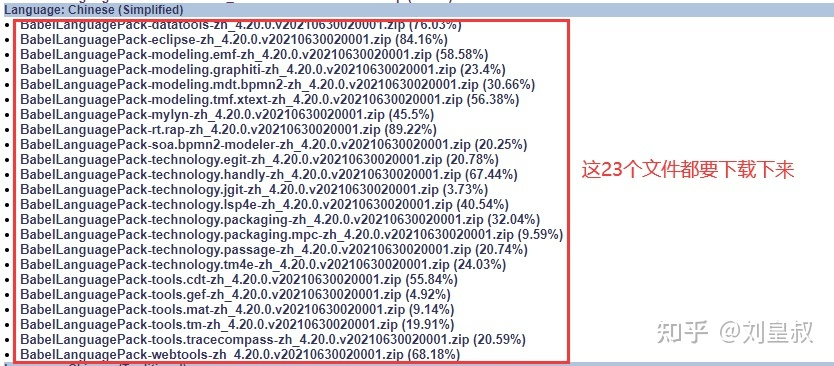 Language: Chinese (Simplified)
BabelLanguagePack-datatools-zh_4.20.0.v20210630020001.zip (76.03%)
BabelLanguagePack-eclipse-zh_4.20.0.v20210630020001.zip (84.16%)
BabelLanguagePack-modeling.emf-zh_4.20.0.v20210630020001.zip (58.58%)
BabelLanguagePack-modeling.graphiti-zh_4.20.0.v20210630020001.zip (23.4%)
BabelLanguagePack-modeling.mdt.bpmn2-zh_4.20.0.v20210630020001.zip (30.66%)
BabelLanguagePack-modeling.tmf.xtext-zh_4.20.0.v20210630020001.zip (56.38%)
BabelLanguagePack-mylyn-zh_4.20.0.v20210630020001.zip (45.5%)
BabelLanguagePack-rt.rap-zh_4.20.0.v20210630020001.zip (89.22%)
BabelLanguagePack-soa.bpmn2-modeler-zh_4.20.0.v20210630020001.zip (20.25%)
BabelLanguagePack-technology.egit-zh_4.20.0.v20210630020001.zip (20.78%)
BabelLanguagePack-technology.handly-zh_4.20.0.v20210630020001.zip (67.44%)
BabelLanguagePack-technology.jgit-zh_4.20.0.v20210630020001.zip (3.73%)
BabelLanguagePack-technology.lsp4e-zh_4.20.0.v20210630020001.zip (40.54%)
BabelLanguagePack-technology.packaging-zh_4.20.0.v20210630020001.zip (32.04%)
BabelLanguagePack-technology.packaging.mpc-zh_4.20.0.v20210630020001.zip (9.59%)
BabelLanguagePack-technology.passage-zh_4.20.0.v20210630020001.zip (20.74%)
BabelLanguagePack-technology.tm4e-zh_4.20.0.v20210630020001.zip (24.03%)
BabelLanguagePack-tools.cdt-zh_4.20.0.v20210630020001.zip (55.84%)
BabelLanguagePack-tools.gef-zh_4.20.0.v20210630020001.zip (4.92%)
BabelLanguagePack-tools.mat-zh_4.20.0.v20210630020001.zip (9.14%)
BabelLanguagePack-tools.tm-zh_4.20.0.v20210630020001.zip (19.91%)
BabelLanguagePack-tools.tracecompass-zh_4.20.0.v20210630020001.zip (20.59%)
BabelLanguagePack-webtools-zh_4.20.0.v20210630020001.zip (68.18%)
这23个文件都要下载下来
知乎 @刘皇叔